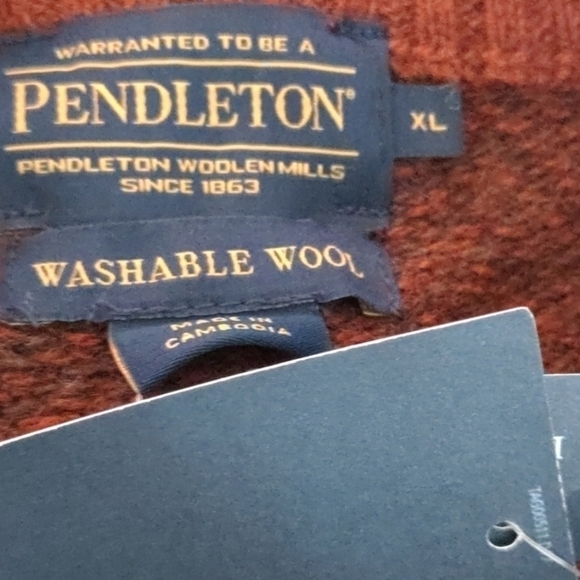 WARRANTED TO BE A
PENDLETON®
XL
PENDLETON WOOLEN MILLS
SINCE 1863
WASHABLE WOOL
MADE IN
CAMBODIA